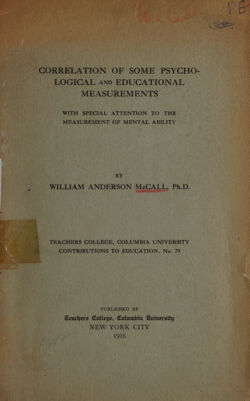 CORRELATION OF SOME PSYCHO-
LOGICAL AND EDUCATIONAL
MEASUREMENTS
WITH SPECIAL ATTENTION TO THE
MEASUREMENT OF MENTAL ABILITY
BY
WILLIAM ANDERSON McCALL, Ph.D.
TEACHERS COLLEGE, COLUMBIA UNIVERSITY
CONTRIBUTIONS TO EDUCATION, No. 79
PUBLISHED BY
Teachers College, Columbia University
NEW YORK CITY
1916